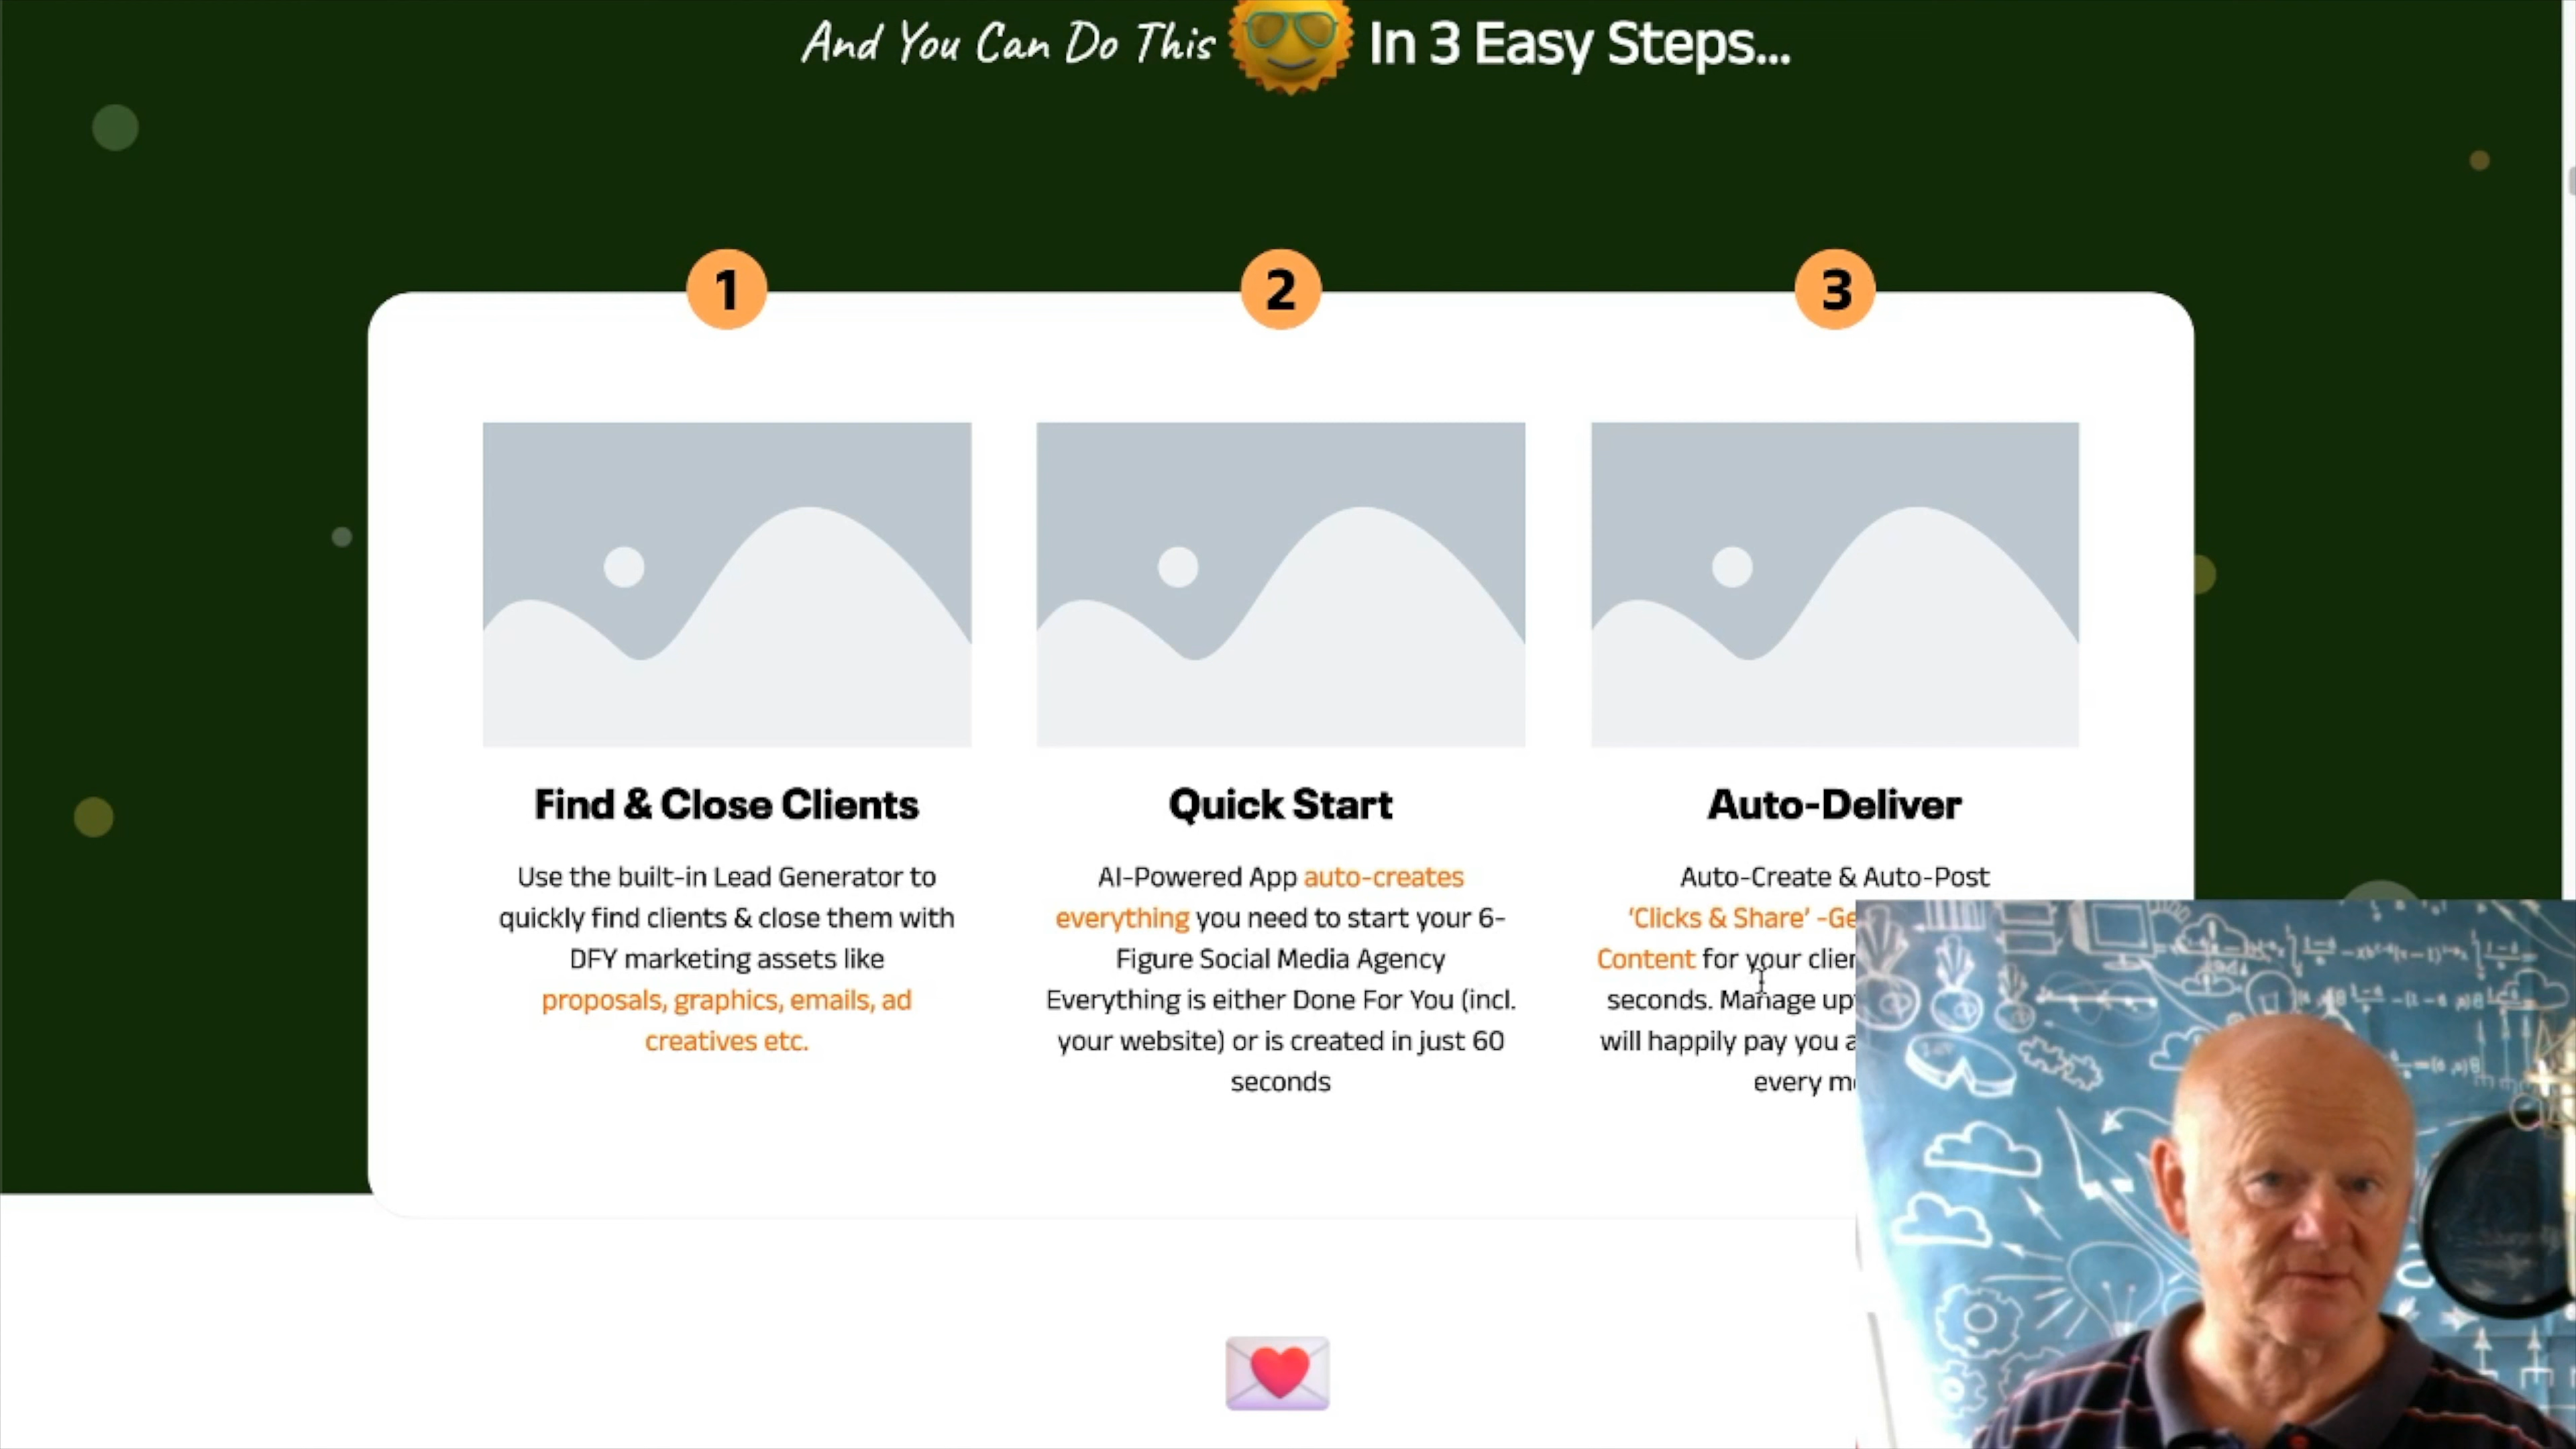 And You Can Do This In 3 Easy Steps...
1
2
3
Find & Close Clients
Use the built-in Lead Generator to
quickly find clients & close them with
DFY marketing assets like
proposals, graphics, emails, ad
creatives etc.
Quick Start
AI-Powered App auto-creates
everything you need to start your 6-
Figure Social Media Agency
Everything is either Done For You (incl.
your website) or is created in just 60
seconds
Auto-Deliver
Auto-Create & Auto-Post
'Clicks & Share' -Ge
Content for your clien
seconds. Manage up
will happily pay you a
every m